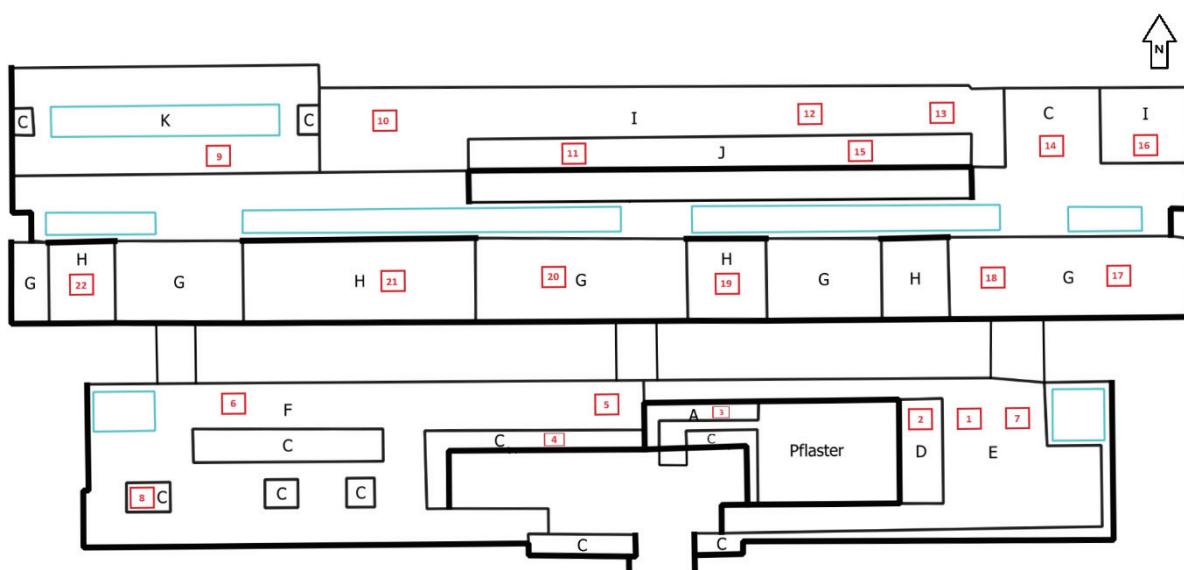 N
C K C 10 I 12 13 C I
9 11 J 15 14 16
G H G H 20 G H G H 18 G 17
22 21 19
6 F 5 A 3
C C 4 C Pflaster 2 1 7
D E
8 C C C
C C